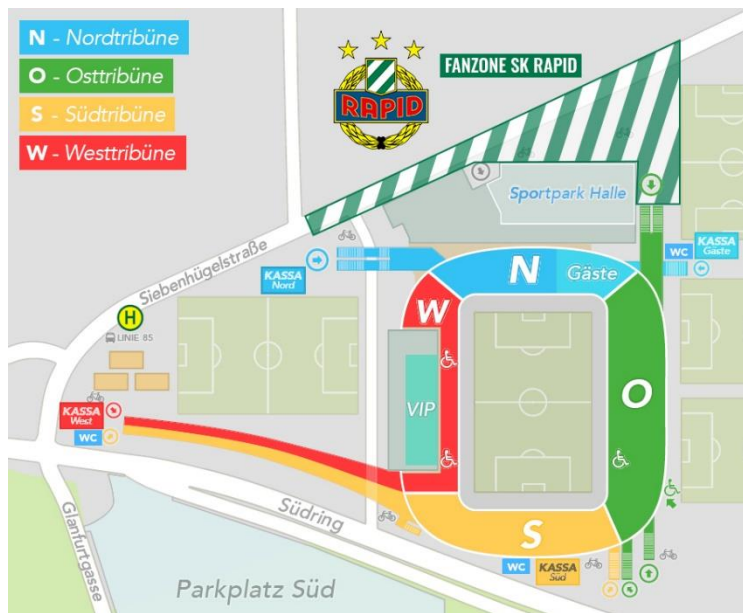 N - Nordtribüne
O - Osttribüne
S - Südtribüne
W - Westtribüne
RAPID
FANZONE SK RAPID
Sportpark Halle
Siebenhügelstraße
KASSA
Nord
N
Gäste
WC
KASSA
Gäste
H
LINIE 85
W
VIP
O
KASSA
West
WC
Südring
S
WC
KASSA
Süd
Glanfurtgasse
Parkplatz Süd